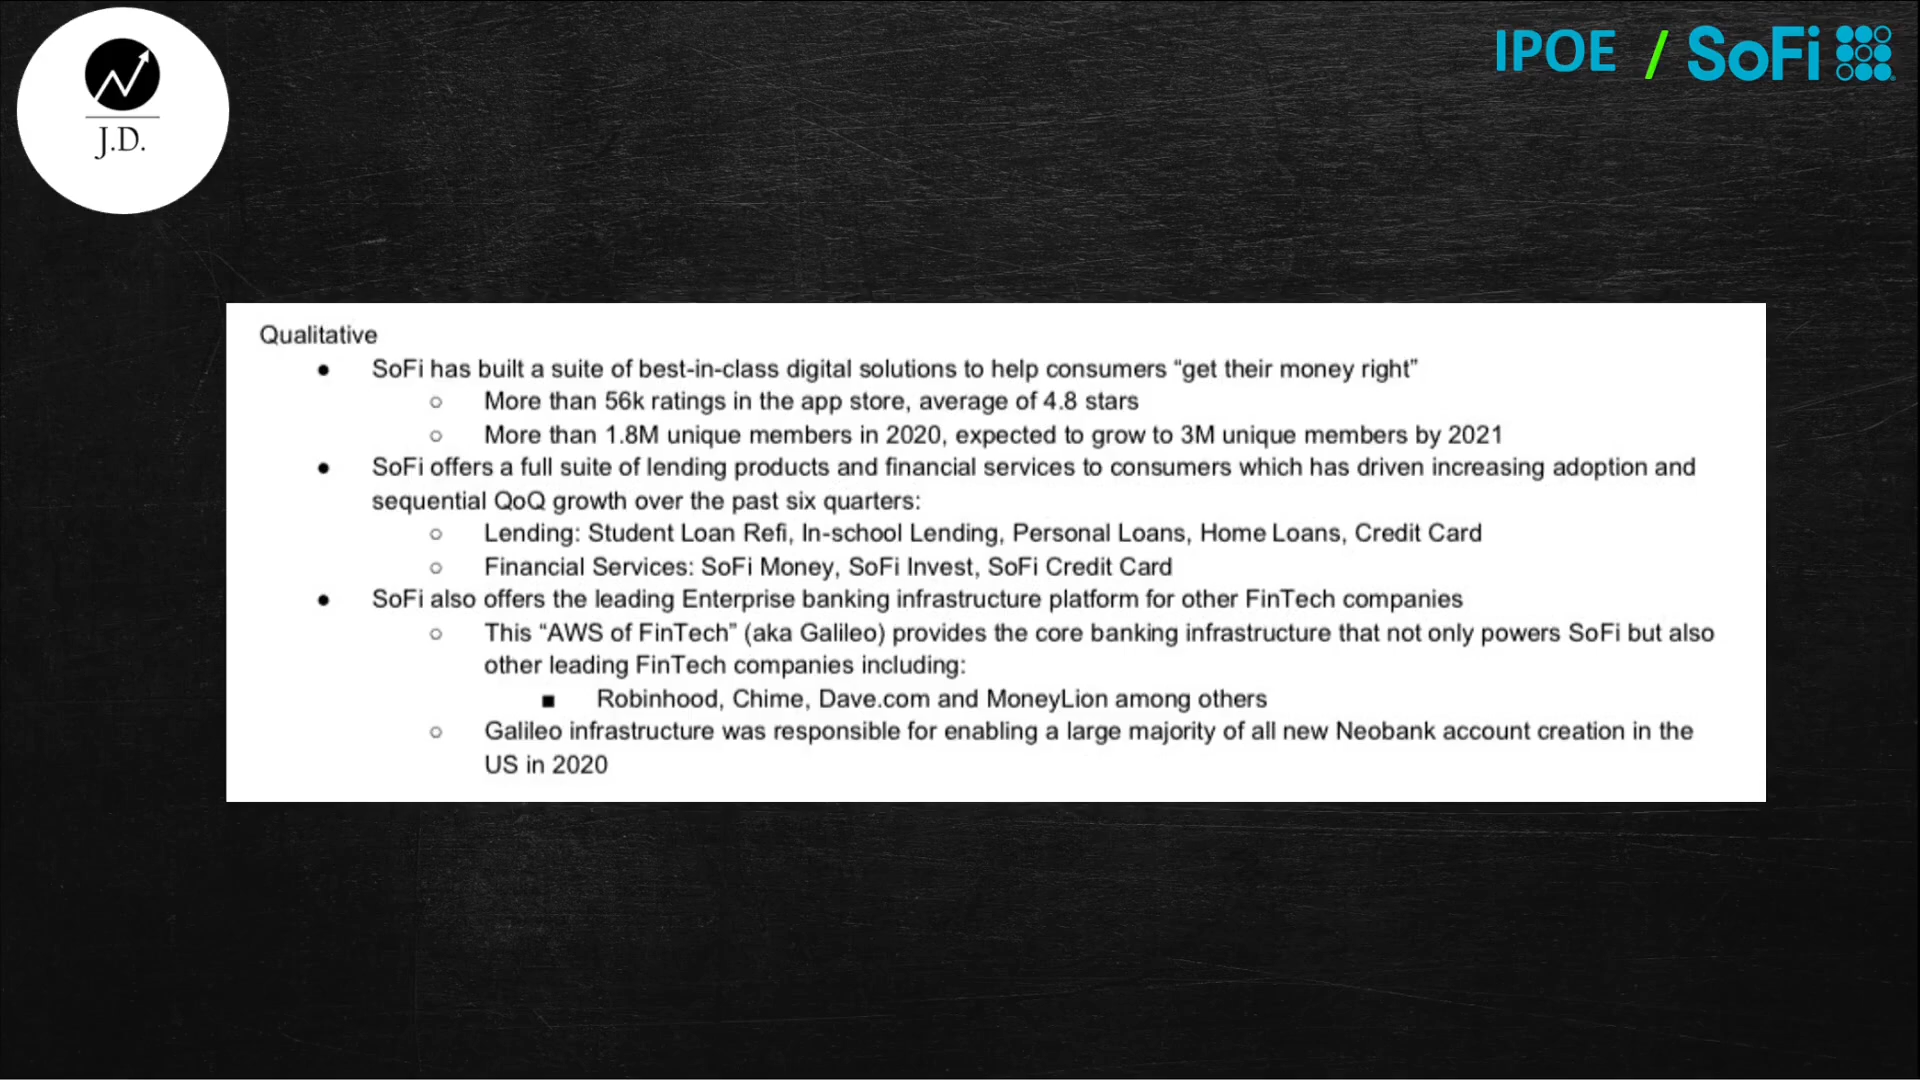 J.D.
IPOE / SoFi
Qualitative
● SoFi has built a suite of best-in-class digital solutions to help consumers “get their money right”
○ More than 56k ratings in the app store, average of 4.8 stars
○ More than 1.8M unique members in 2020, expected to grow to 3M unique members by 2021
● SoFi offers a full suite of lending products and financial services to consumers which has driven increasing adoption and
sequential QoQ growth over the past six quarters:
○ Lending: Student Loan Refi, In-school Lending, Personal Loans, Home Loans, Credit Card
○ Financial Services: SoFi Money, SoFi Invest, SoFi Credit Card
● SoFi also offers the leading Enterprise banking infrastructure platform for other FinTech companies
○ This “AWS of FinTech” (aka Galileo) provides the core banking infrastructure that not only powers SoFi but also
other leading FinTech companies including:
■ Robinhood, Chime, Dave.com and MoneyLion among others
○ Galileo infrastructure was responsible for enabling a large majority of all new Neobank account creation in the
US in 2020